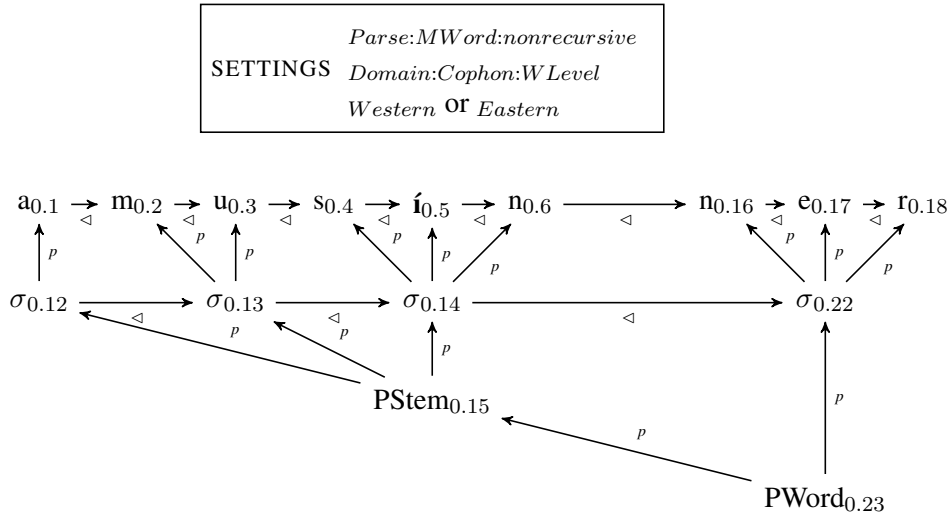 Parse:MWord:nonrecursive
SETTINGS Domain:Cophon:WLevel
Western or Eastern
a0.1 m0.2 u0.3 s0.4 í0.5 n0.6 n0.16 e0.17 r0.18
◁ ◁ ◁ ◁ ◁ ◁ ◁ ◁
p p p p p p p p p
σ0.12 σ0.13 σ0.14 σ0.22
◁ ◁ ◁
p p p
PStem0.15
p p
PWord0.23